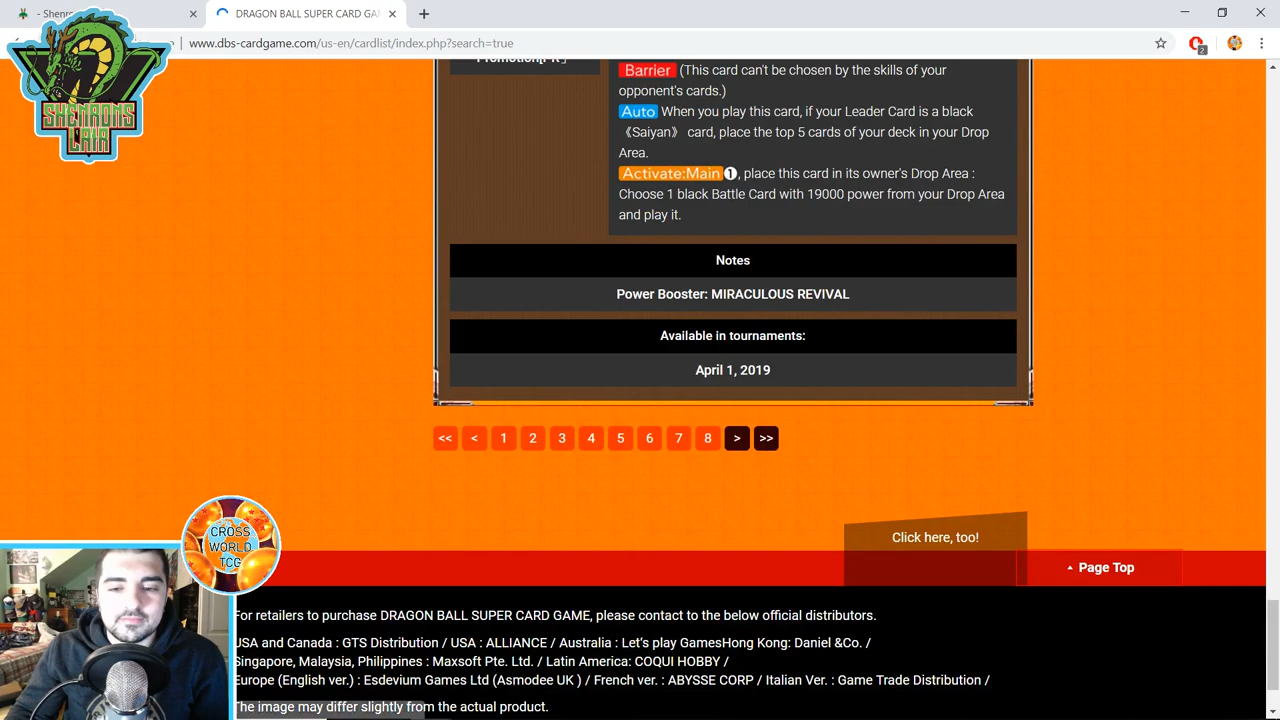 - Shenro
DRAGON BALL SUPER CARD GAM
www.dbs-cardgame.com/us-en/cardlist/index.php?search=true
2
SHENRONS
LAIR
Promotion[PR]
Barrier (This card can't be chosen by the skills of your
opponent's cards.)
Auto When you play this card, if your Leader Card is a black
《Saiyan》 card, place the top 5 cards of your deck in your Drop
Area.
Activate:Main❶, place this card in its owner's Drop Area :
Choose 1 black Battle Card with 19000 power from your Drop Area
and play it.
Notes
Power Booster: MIRACULOUS REVIVAL
Available in tournaments:
April 1, 2019
<< < 1 2 3 4 5 6 7 8 > >>
Click here, too!
Page Top
CROSS
WORLD
TCG
For retailers to purchase DRAGON BALL SUPER CARD GAME, please contact to the below official distributors.
USA and Canada : GTS Distribution / USA : ALLIANCE / Australia : Let's play GamesHong Kong: Daniel &Co. /
Singapore, Malaysia, Philippines : Maxsoft Pte. Ltd. / Latin America: COQUI HOBBY /
Europe (English ver.) : Esdevium Games Ltd (Asmodee UK ) / French ver. : ABYSSE CORP / Italian Ver. : Game Trade Distribution /
The image may differ slightly from the actual product.